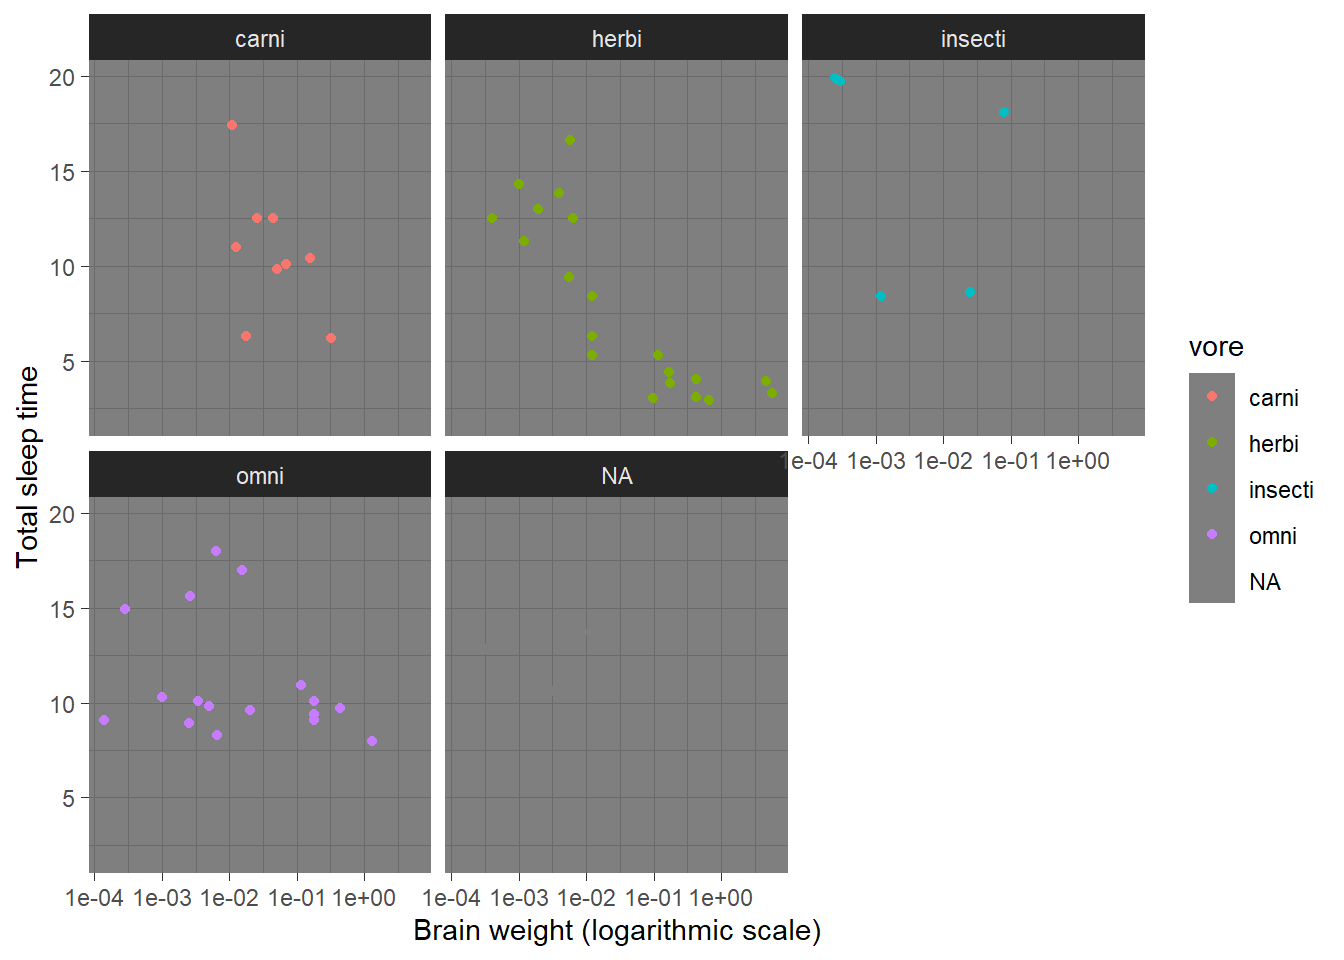 carni herbi insecti
20
15
10
5
1e-04 1e-03 1e-02 1e-01 1e+00
omni NA
20
15
10
5
1e-04 1e-03 1e-02 1e-01 1e+00 1e-04 1e-03 1e-02 1e-01 1e+00
Total sleep time
Brain weight (logarithmic scale)
vore
carni
herbi
insecti
omni
NA